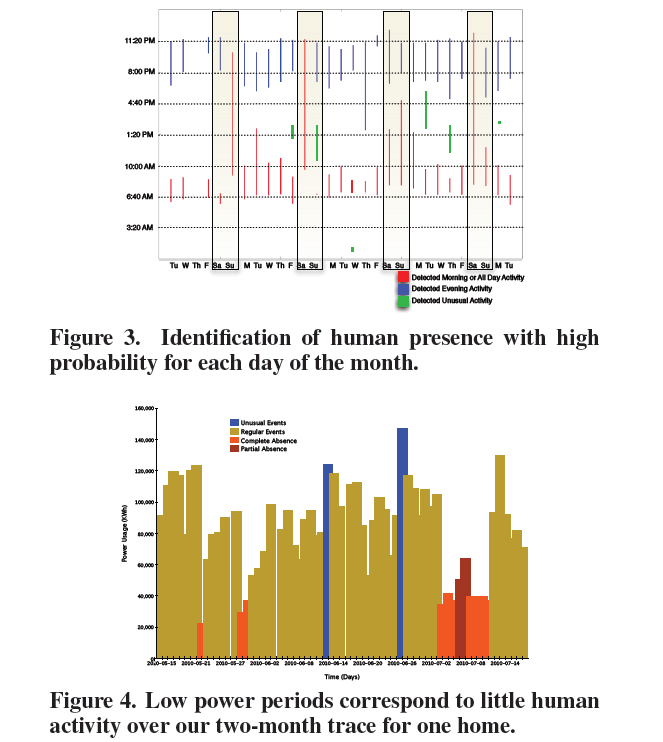 11:20 PM
8:00 PM
4:40 PM
1:20 PM
10:00 AM
6:40 AM
3:20 AM
Tu W Th F Sa Su M Tu W Th F Sa Su M Tu W Th F Sa Su M Tu W Th F Sa Su M Tu
Detected Morning or All Day Activity
Detected Evening Activity
Detected Unusual Activity
Figure 3. Identification of human presence with high
probability for each day of the month.
160,000
140,000
120,000
100,000
80,000
60,000
40,000
20,000
0
Power Usage (KWh)
Unusual Events
Regular Events
Complete Absence
Partial Absence
2010-05-15 2010-05-21 2010-05-27 2010-06-02 2010-06-08 2010-06-14 2010-06-20 2010-06-26 2010-07-02 2010-07-08 2010-07-14
Time (Days)
Figure 4. Low power periods correspond to little human
activity over our two-month trace for one home.